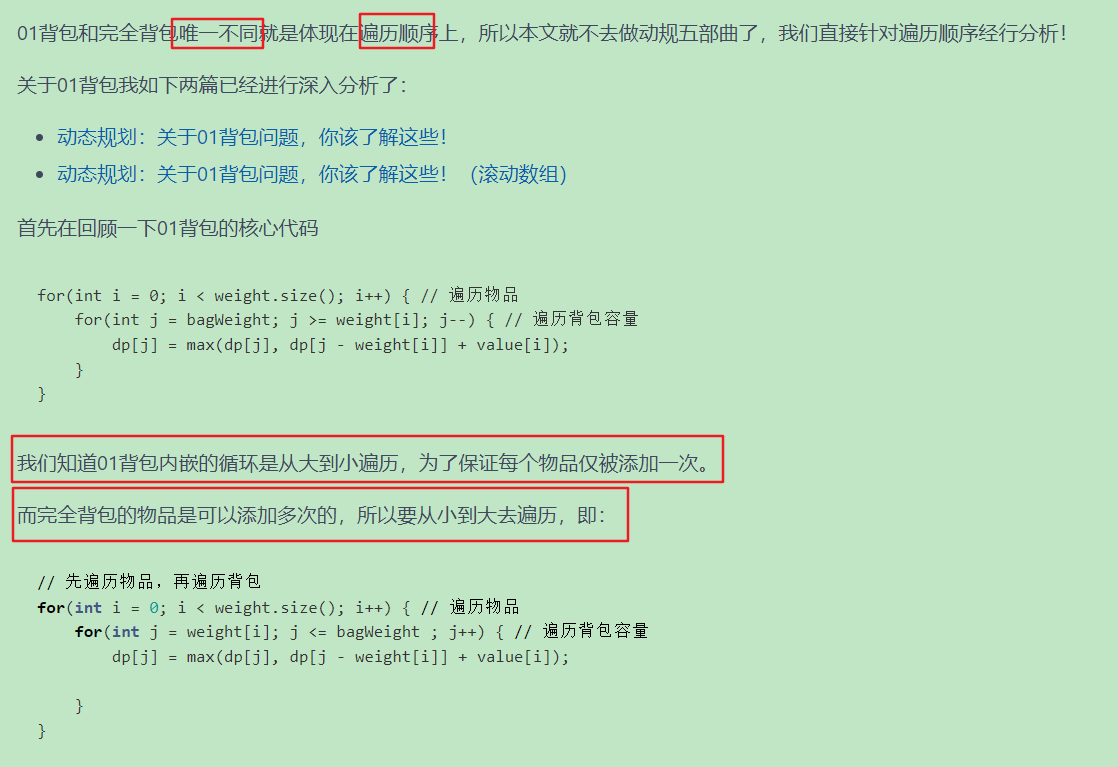 01背包和完全背包唯一不同就是体现在遍历顺序上，所以本文就不去做动规五部曲了，我们直接针对遍历顺序经行分析！
关于01背包我如下两篇已经进行深入分析了：
• 动态规划：关于01背包问题，你该了解这些！
• 动态规划：关于01背包问题，你该了解这些！（滚动数组）
首先在回顾一下01背包的核心代码
for(int i = 0; i < weight.size(); i++) { // 遍历物品
    for(int j = bagWeight; j >= weight[i]; j--) { // 遍历背包容量
        dp[j] = max(dp[j], dp[j - weight[i]] + value[i]);
    }
}
我们知道01背包内嵌的循环是从大到小遍历，为了保证每个物品仅被添加一次。
而完全背包的物品是可以添加多次的，所以要从小到大去遍历，即：
// 先遍历物品，再遍历背包
for(int i = 0; i < weight.size(); i++) { // 遍历物品
    for(int j = weight[i]; j <= bagWeight ; j++) { // 遍历背包容量
        dp[j] = max(dp[j], dp[j - weight[i]] + value[i]);
    }
}